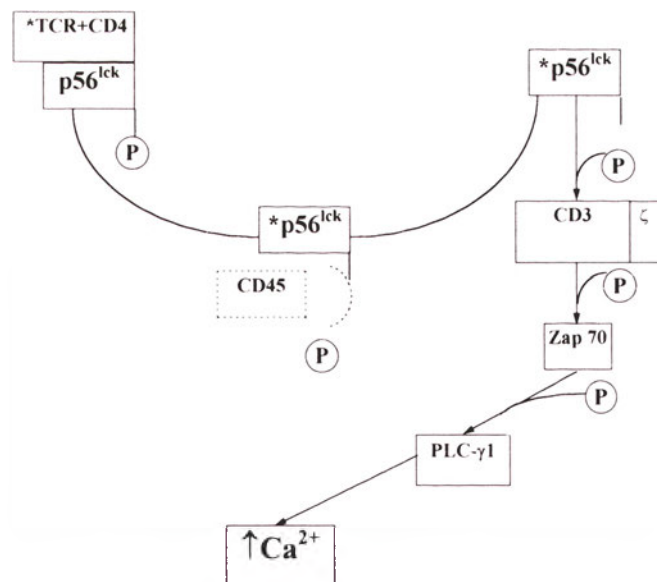 *TCR+CD4
p56lck
P
*p56lck
P
CD3 ζ
*p56lck
CD45
P
P
Zap 70
P
PLC-γ1
↑Ca2+